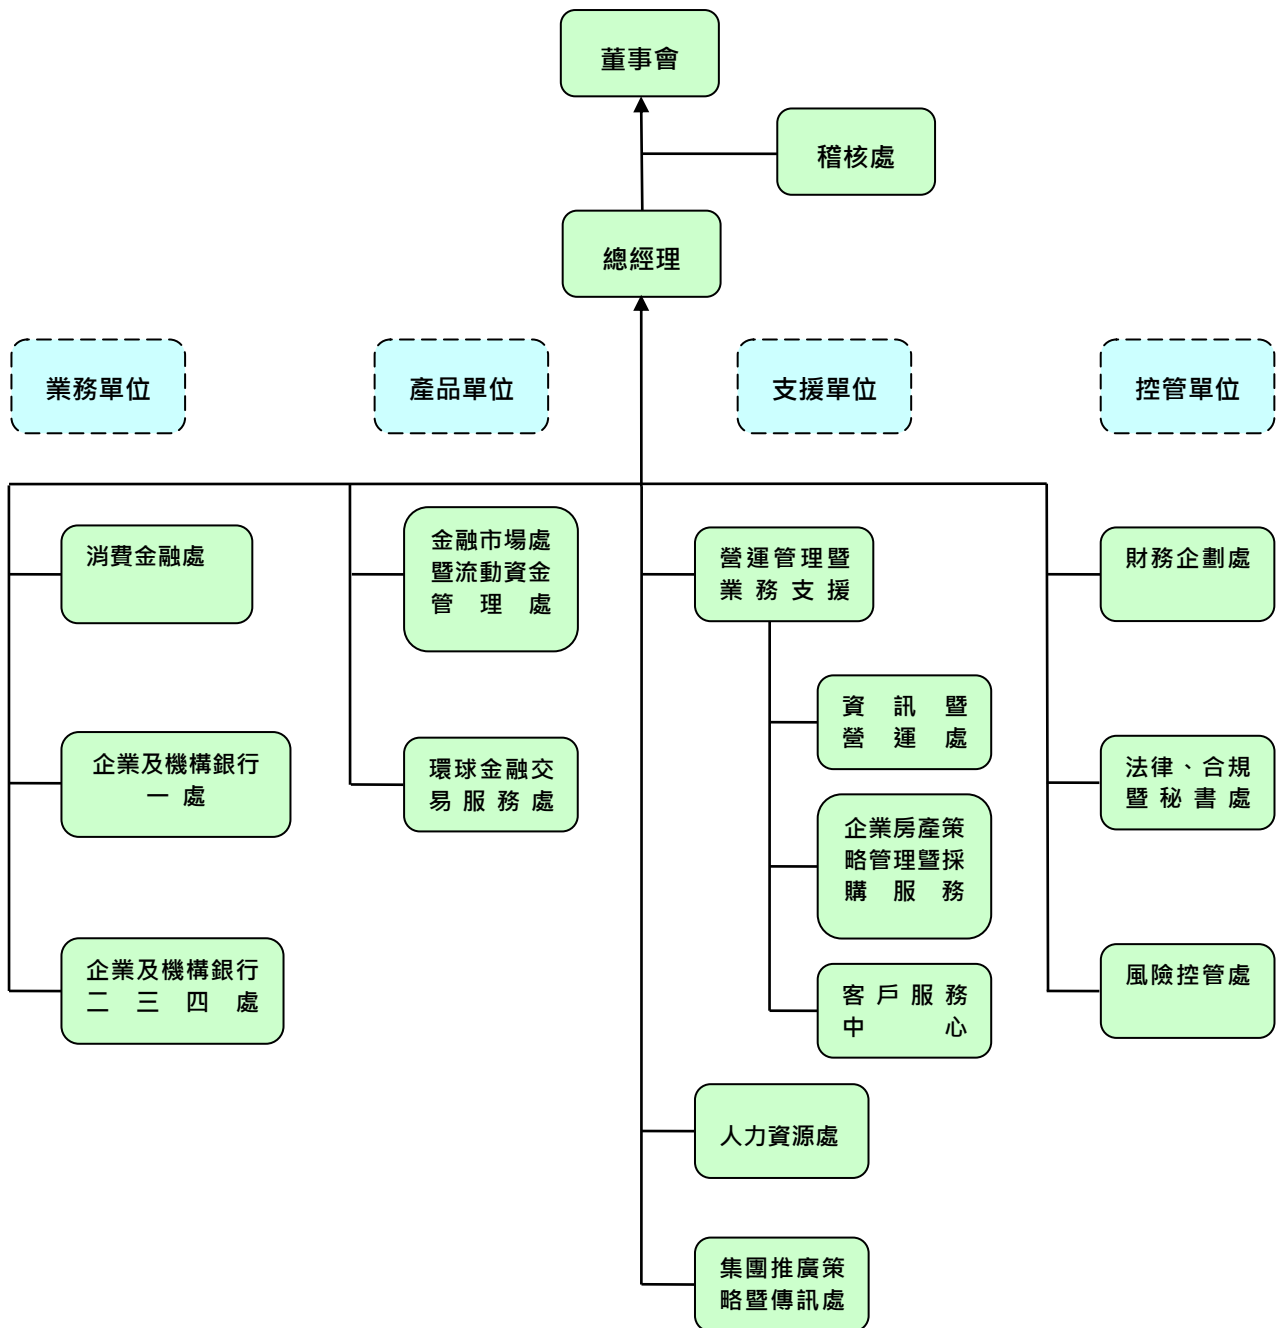 董事會
稽核處
總經理
業務單位
產品單位
支援單位
控管單位
消費金融處
企業及機構銀行
一處
企業及機構銀行
二三四處
金融市場處
暨流動資金
管理處
環球金融交
易服務處
營運管理暨
業務支援
資訊暨
營運處
企業房產策
略管理暨採
購服務
客戶服務
中心
人力資源處
集團推廣策
略暨傳訊處
財務企劃處
法律、合規
暨秘書處
風險控管處